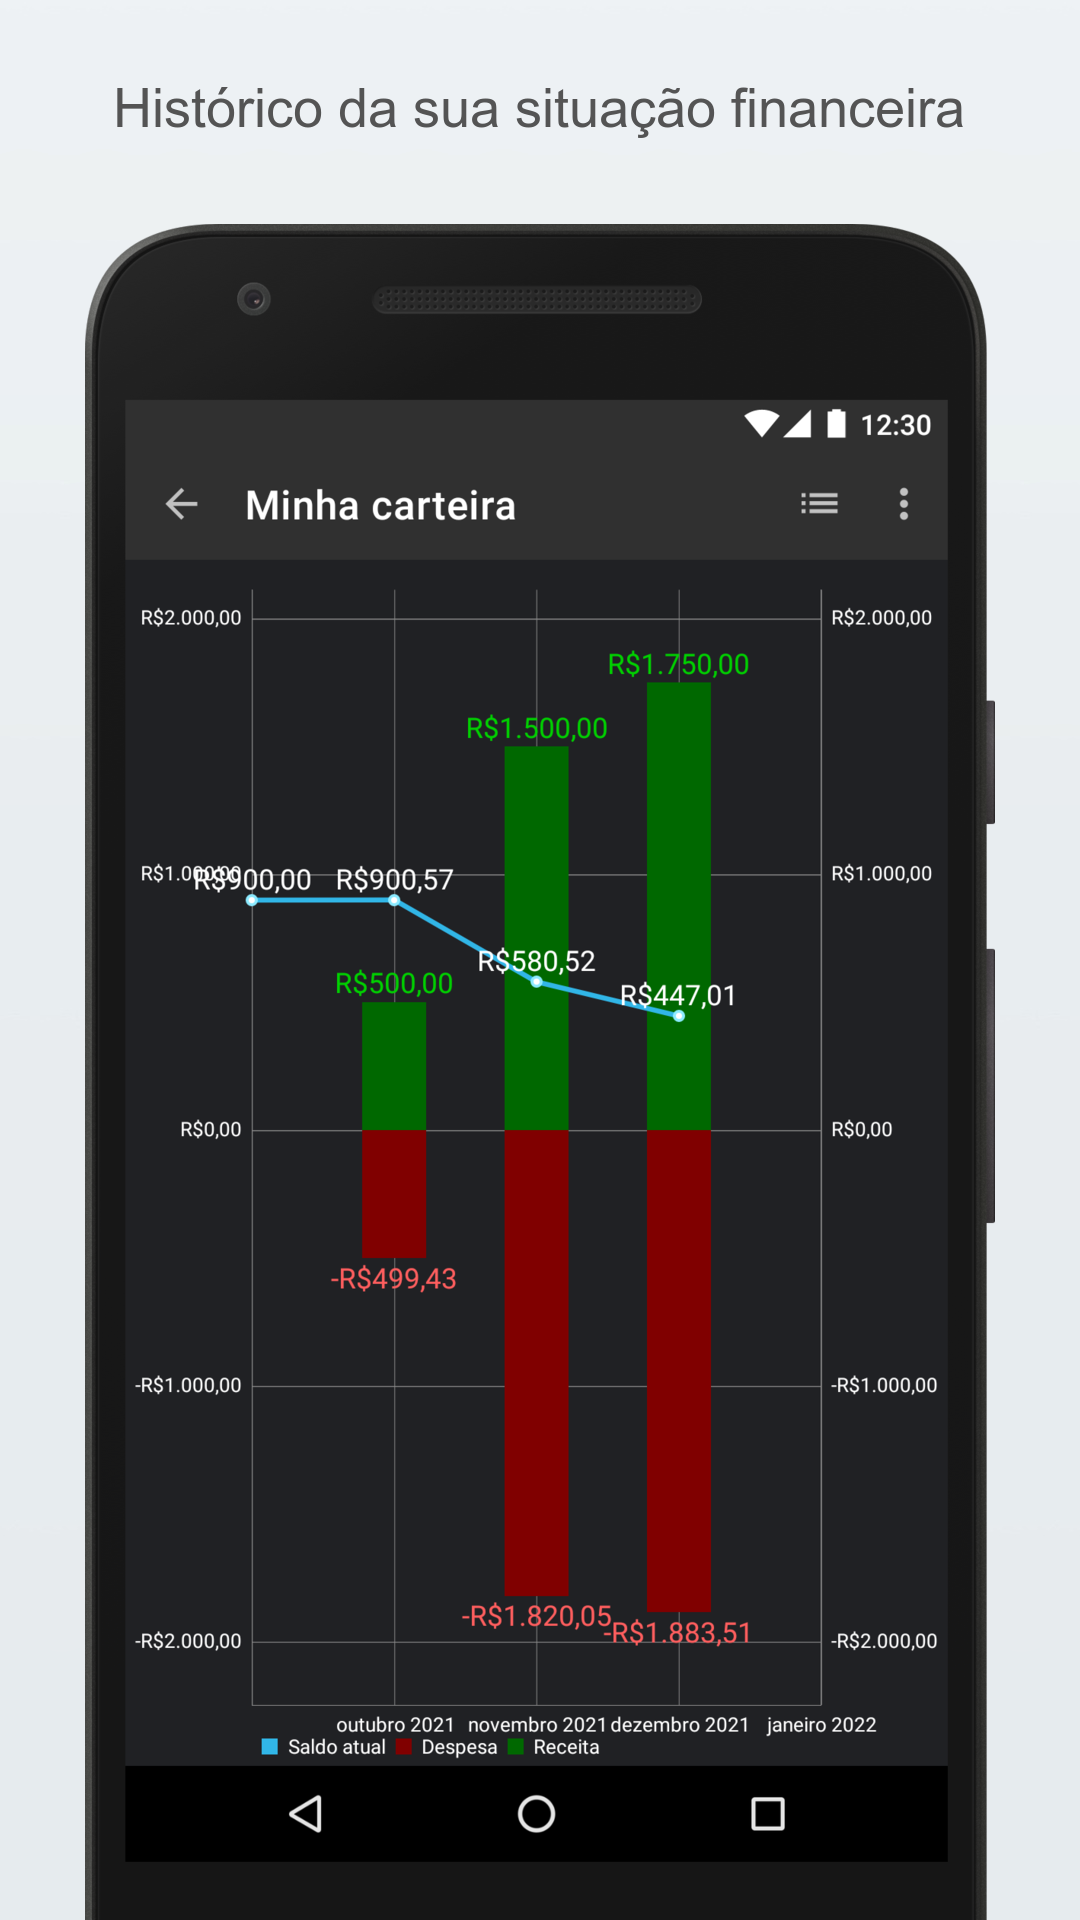 Histórico da sua situação financeira
12:30
Minha carteira
R$2.000,00 R$2.000,00
R$1.750,00
R$1.500,00
R$1.000,00 R$1.000,00
R$900,00 R$900,57
R$580,52
R$500,00
R$447,01
R$0,00 R$0,00
-R$499,43
-R$1.000,00 -R$1.000,00
-R$1.820,05
-R$1.883,51
-R$2.000,00 -R$2.000,00
outubro 2021 novembro 2021 dezembro 2021 janeiro 2022
Saldo atual Despesa Receita